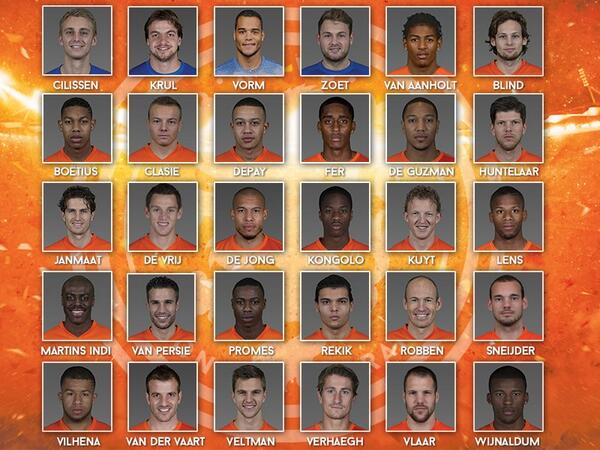 CILISSEN KRUL VORM ZOET VAN AANHOLT BLIND
BOETIUS CLASIE DEPAY FER DE GUZMAN HUNTELAAR
JANMAAT DE VRIJ DE JONG KONGOLO KUYT LENS
MARTINS INDI VAN PERSIE PROMES REKIK ROBBEN SNEIJDER
VILHENA VAN DER VAART VELTMAN VERHAEGH VLAAR WIJNALDUM